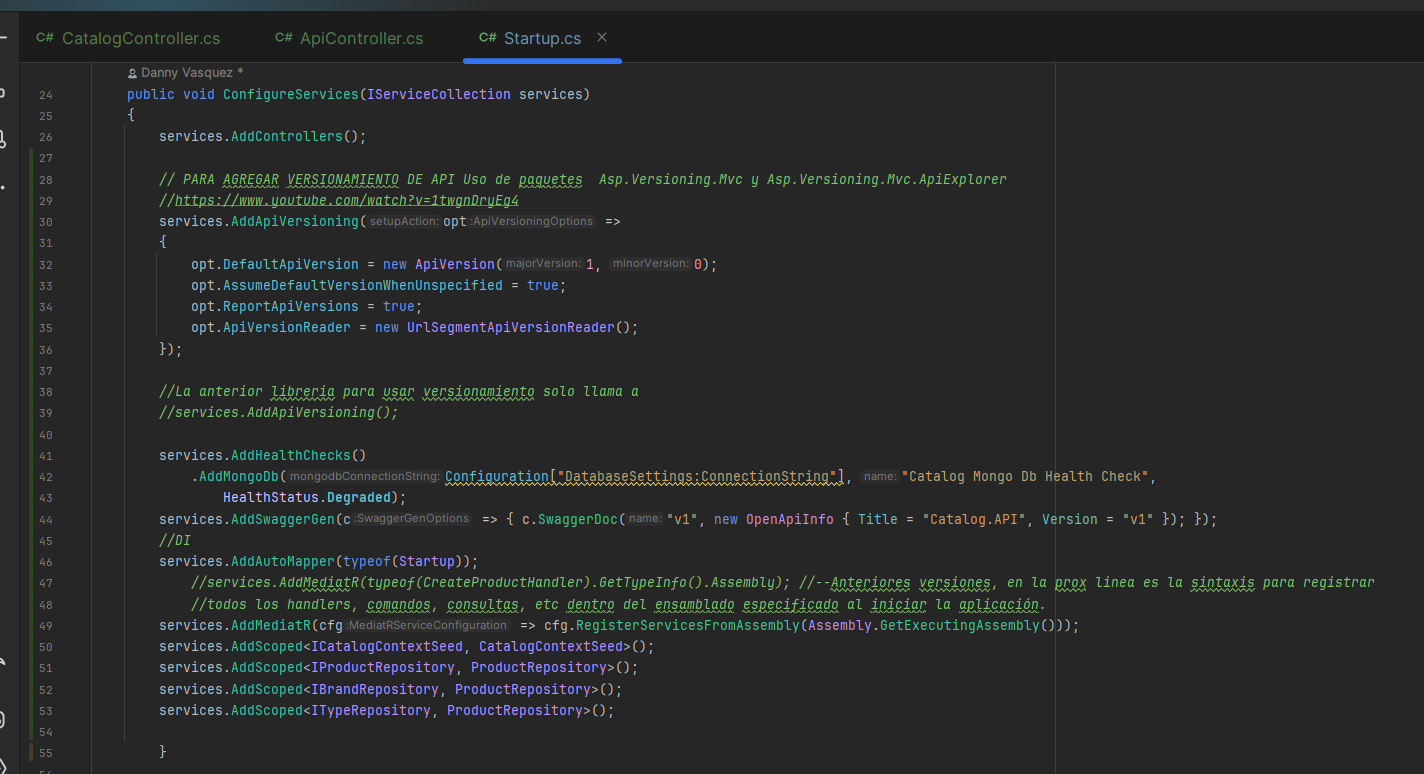 C# CatalogController.cs C# ApiController.cs C# Startup.cs ×
Danny Vasquez *
24 public void ConfigureServices(IServiceCollection services)
25 {
26 services.AddControllers();
27
28 // PARA AGREGAR VERSIONAMIENTO DE API Uso de paquetes  Asp.Versioning.Mvc y Asp.Versioning.Mvc.ApiExplorer
29 //https://www.youtube.com/watch?v=1twgnDryEg4
30 services.AddApiVersioning( setupAction: opt :ApiVersioningOptions =>
31 {
32 opt.DefaultApiVersion = new ApiVersion( majorVersion: 1, minorVersion: 0);
33 opt.AssumeDefaultVersionWhenUnspecified = true;
34 opt.ReportApiVersions = true;
35 opt.ApiVersionReader = new UrlSegmentApiVersionReader();
36 });
37
38 //La anterior libreria para usar versionamiento solo llama a
39 //services.AddApiVersioning();
40
41 services.AddHealthChecks()
42 .AddMongoDb( mongodbConnectionString: Configuration["DatabaseSettings:ConnectionString"], name: "Catalog Mongo Db Health Check",
43 HealthStatus.Degraded);
44 services.AddSwaggerGen(c :SwaggerGenOptions => { c.SwaggerDoc( name: "v1", new OpenApiInfo { Title = "Catalog.API", Version = "v1" }); });
45 //DI
46 services.AddAutoMapper(typeof(Startup));
47 //services.AddMediatR(typeof(CreateProductHandler).GetTypeInfo().Assembly); //--Anteriores versiones, en la prox linea es la sintaxis para registrar
48 //todos los handlers, comandos, consultas, etc dentro del ensamblado especificado al iniciar la aplicación.
49 services.AddMediatR(cfg :MediatRServiceConfiguration => cfg.RegisterServicesFromAssembly(Assembly.GetExecutingAssembly()));
50 services.AddScoped<ICatalogContextSeed, CatalogContextSeed>();
51 services.AddScoped<IProductRepository, ProductRepository>();
52 services.AddScoped<IBrandRepository, ProductRepository>();
53 services.AddScoped<ITypeRepository, ProductRepository>();
54
55 }